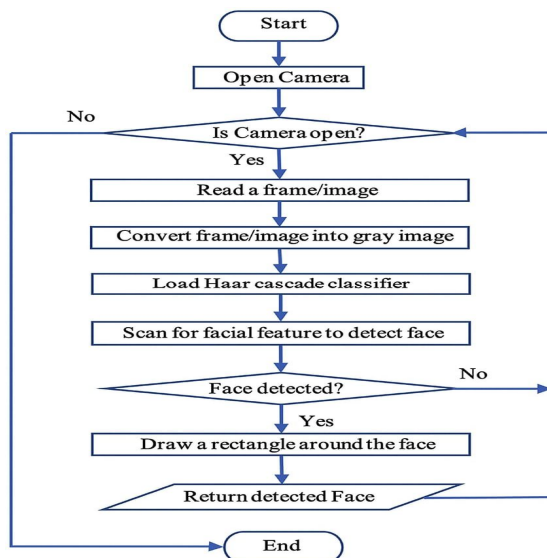 Start
Open Camera
No
Is Camera open?
Yes
Read a frame/image
Convert frame/image into gray image
Load Haar cascade classifier
Scan for facial feature to detect face
Face detected?
No
Yes
Draw a rectangle around the face
Return detected Face
End